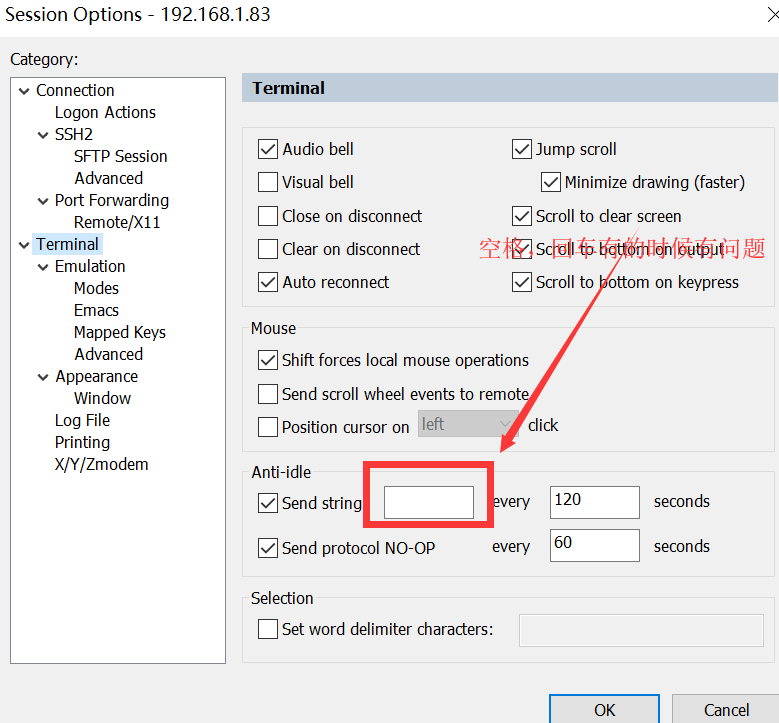 Session Options - 192.168.1.83
Category:
Connection
Logon Actions
SSH2
SFTP Session
Advanced
Port Forwarding
Remote/X11
Terminal
Emulation
Modes
Emacs
Mapped Keys
Advanced
Appearance
Window
Log File
Printing
X/Y/Zmodem
Terminal
Audio bell
Jump scroll
Visual bell
Minimize drawing (faster)
Close on disconnect
Scroll to clear screen
空格，回车有的时候有问题
Clear on disconnect
Scroll to bottom on output
Auto reconnect
Scroll to bottom on keypress
Mouse
Shift forces local mouse operations
Send scroll wheel events to remote
Position cursor on left click
Anti-idle
Send string every 120 seconds
Send protocol NO-OP every 60 seconds
Selection
Set word delimiter characters:
OK Cancel